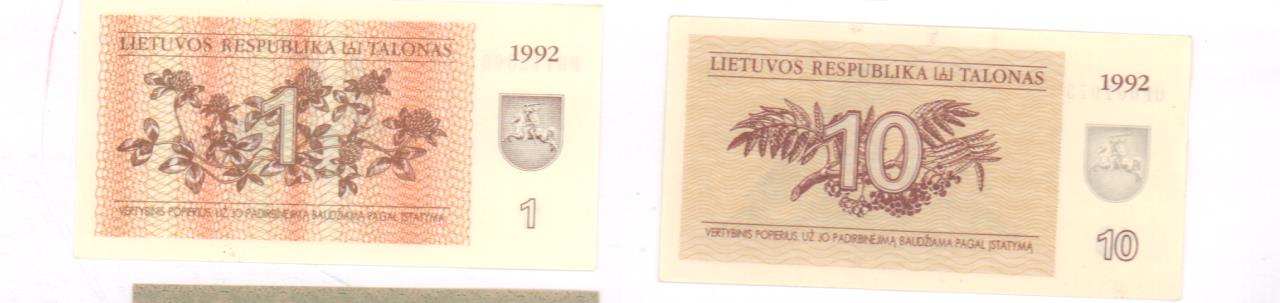 LIETUVOS RESPUBLIKA TALONAS
1992
1
1
VERTYBINIS POPIERIUS, UŽ JO PADIRBINĖJIMĄ BAUDŽIAMA PAGAL ĮSTATYMĄ
LIETUVOS RESPUBLIKA TALONAS
1992
10
10
VERTYBINIS POPIERIUS, UŽ JO PADIRBINĖJIMĄ BAUDŽIAMA PAGAL ĮSTATYMĄ